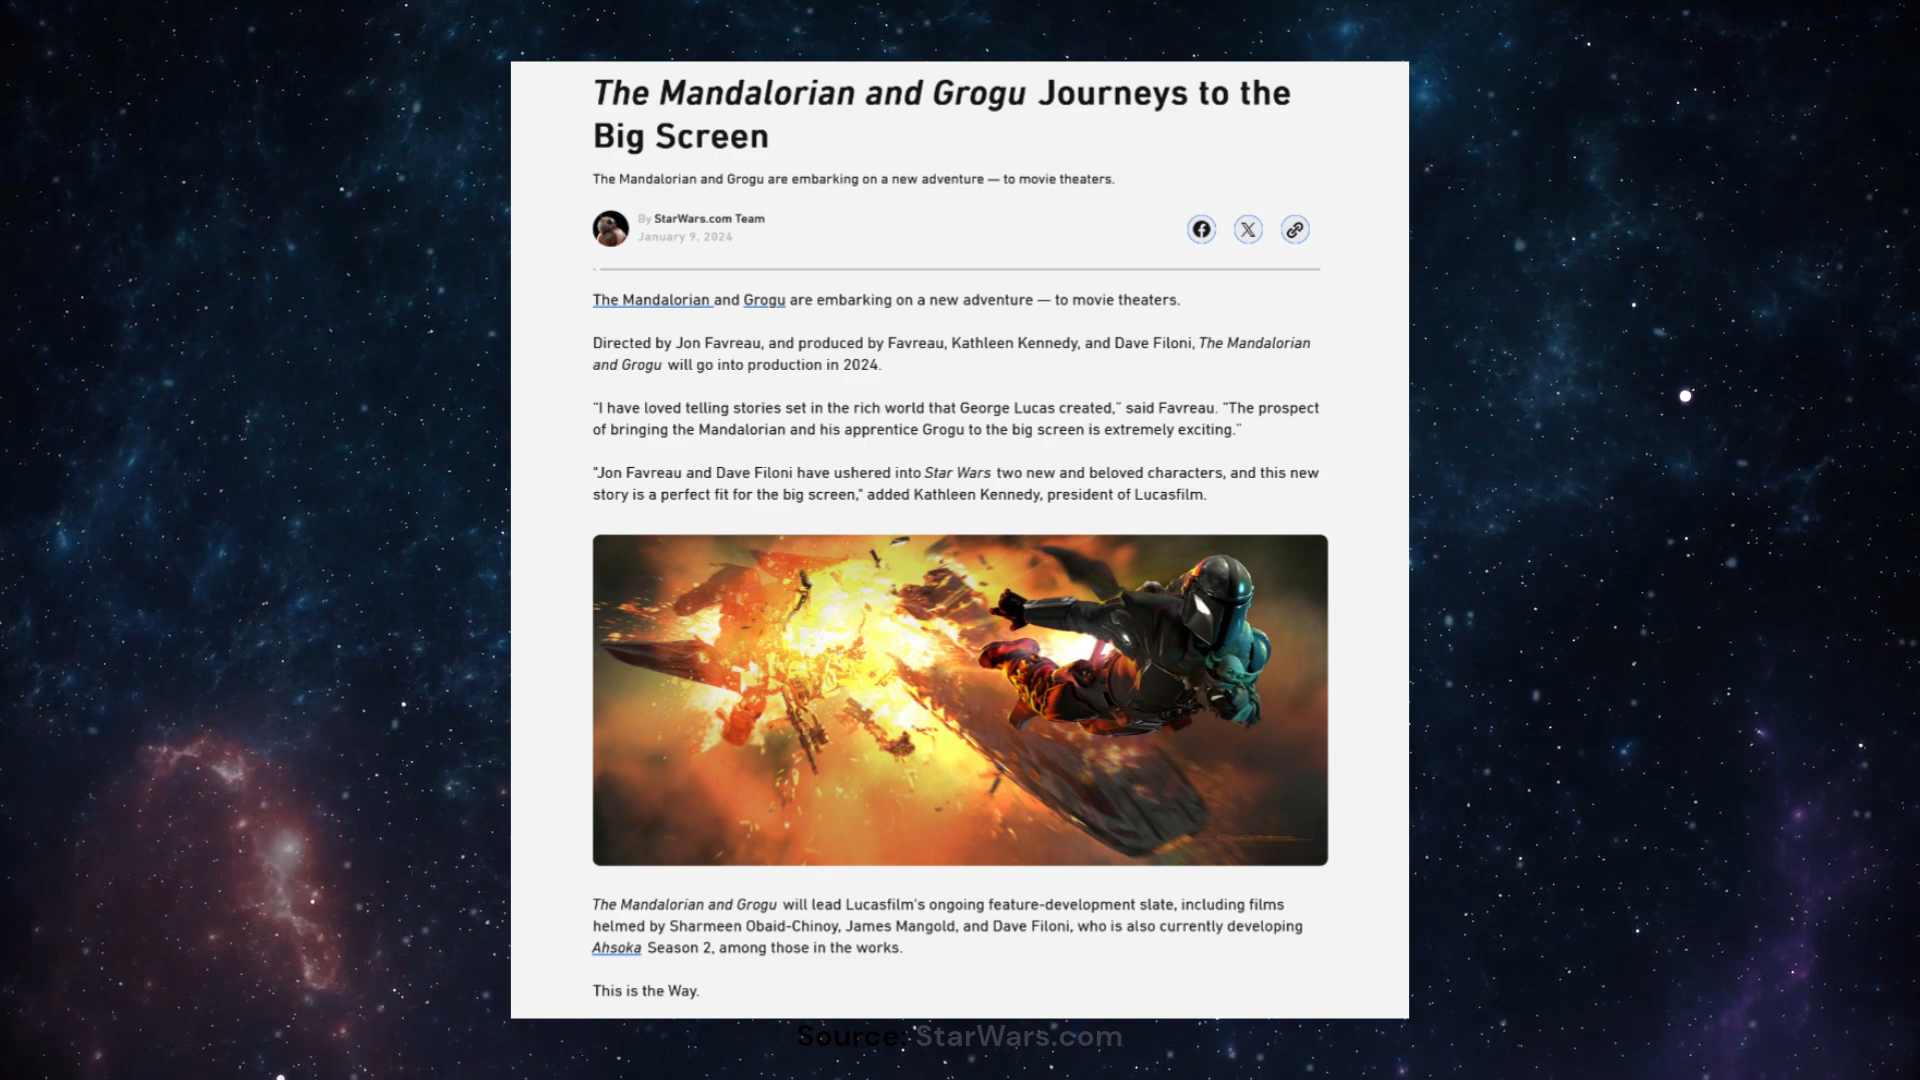 The Mandalorian and Grogu Journeys to the
Big Screen
The Mandalorian and Grogu are embarking on a new adventure — to movie theaters.
By StarWars.com Team
January 9, 2024
The Mandalorian and Grogu are embarking on a new adventure — to movie theaters.
Directed by Jon Favreau, and produced by Favreau, Kathleen Kennedy, and Dave Filoni, The Mandalorian
and Grogu will go into production in 2024.
“I have loved telling stories set in the rich world that George Lucas created,” said Favreau. “The prospect
of bringing the Mandalorian and his apprentice Grogu to the big screen is extremely exciting.”
"Jon Favreau and Dave Filoni have ushered into Star Wars two new and beloved characters, and this new
story is a perfect fit for the big screen," added Kathleen Kennedy, president of Lucasfilm.
The Mandalorian and Grogu will lead Lucasfilm's ongoing feature-development slate, including films
helmed by Sharmeen Obaid-Chinoy, James Mangold, and Dave Filoni, who is also currently developing
Ahsoka Season 2, among those in the works.
This is the Way.
Source: StarWars.com